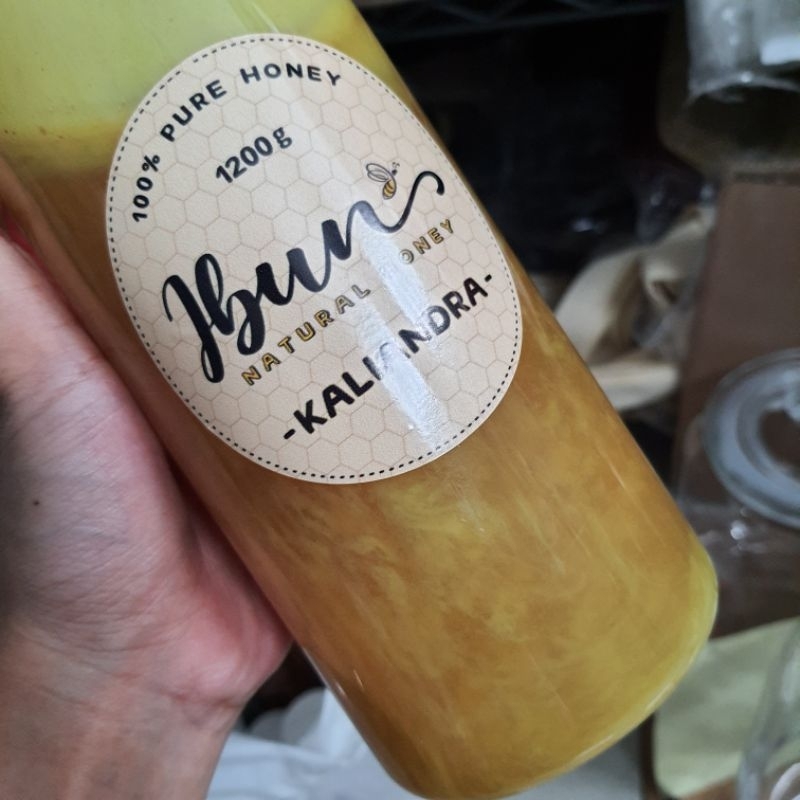 100% PURE HONEY
1200g
Ibun
NATURAL HONEY
-KALIANDRA-